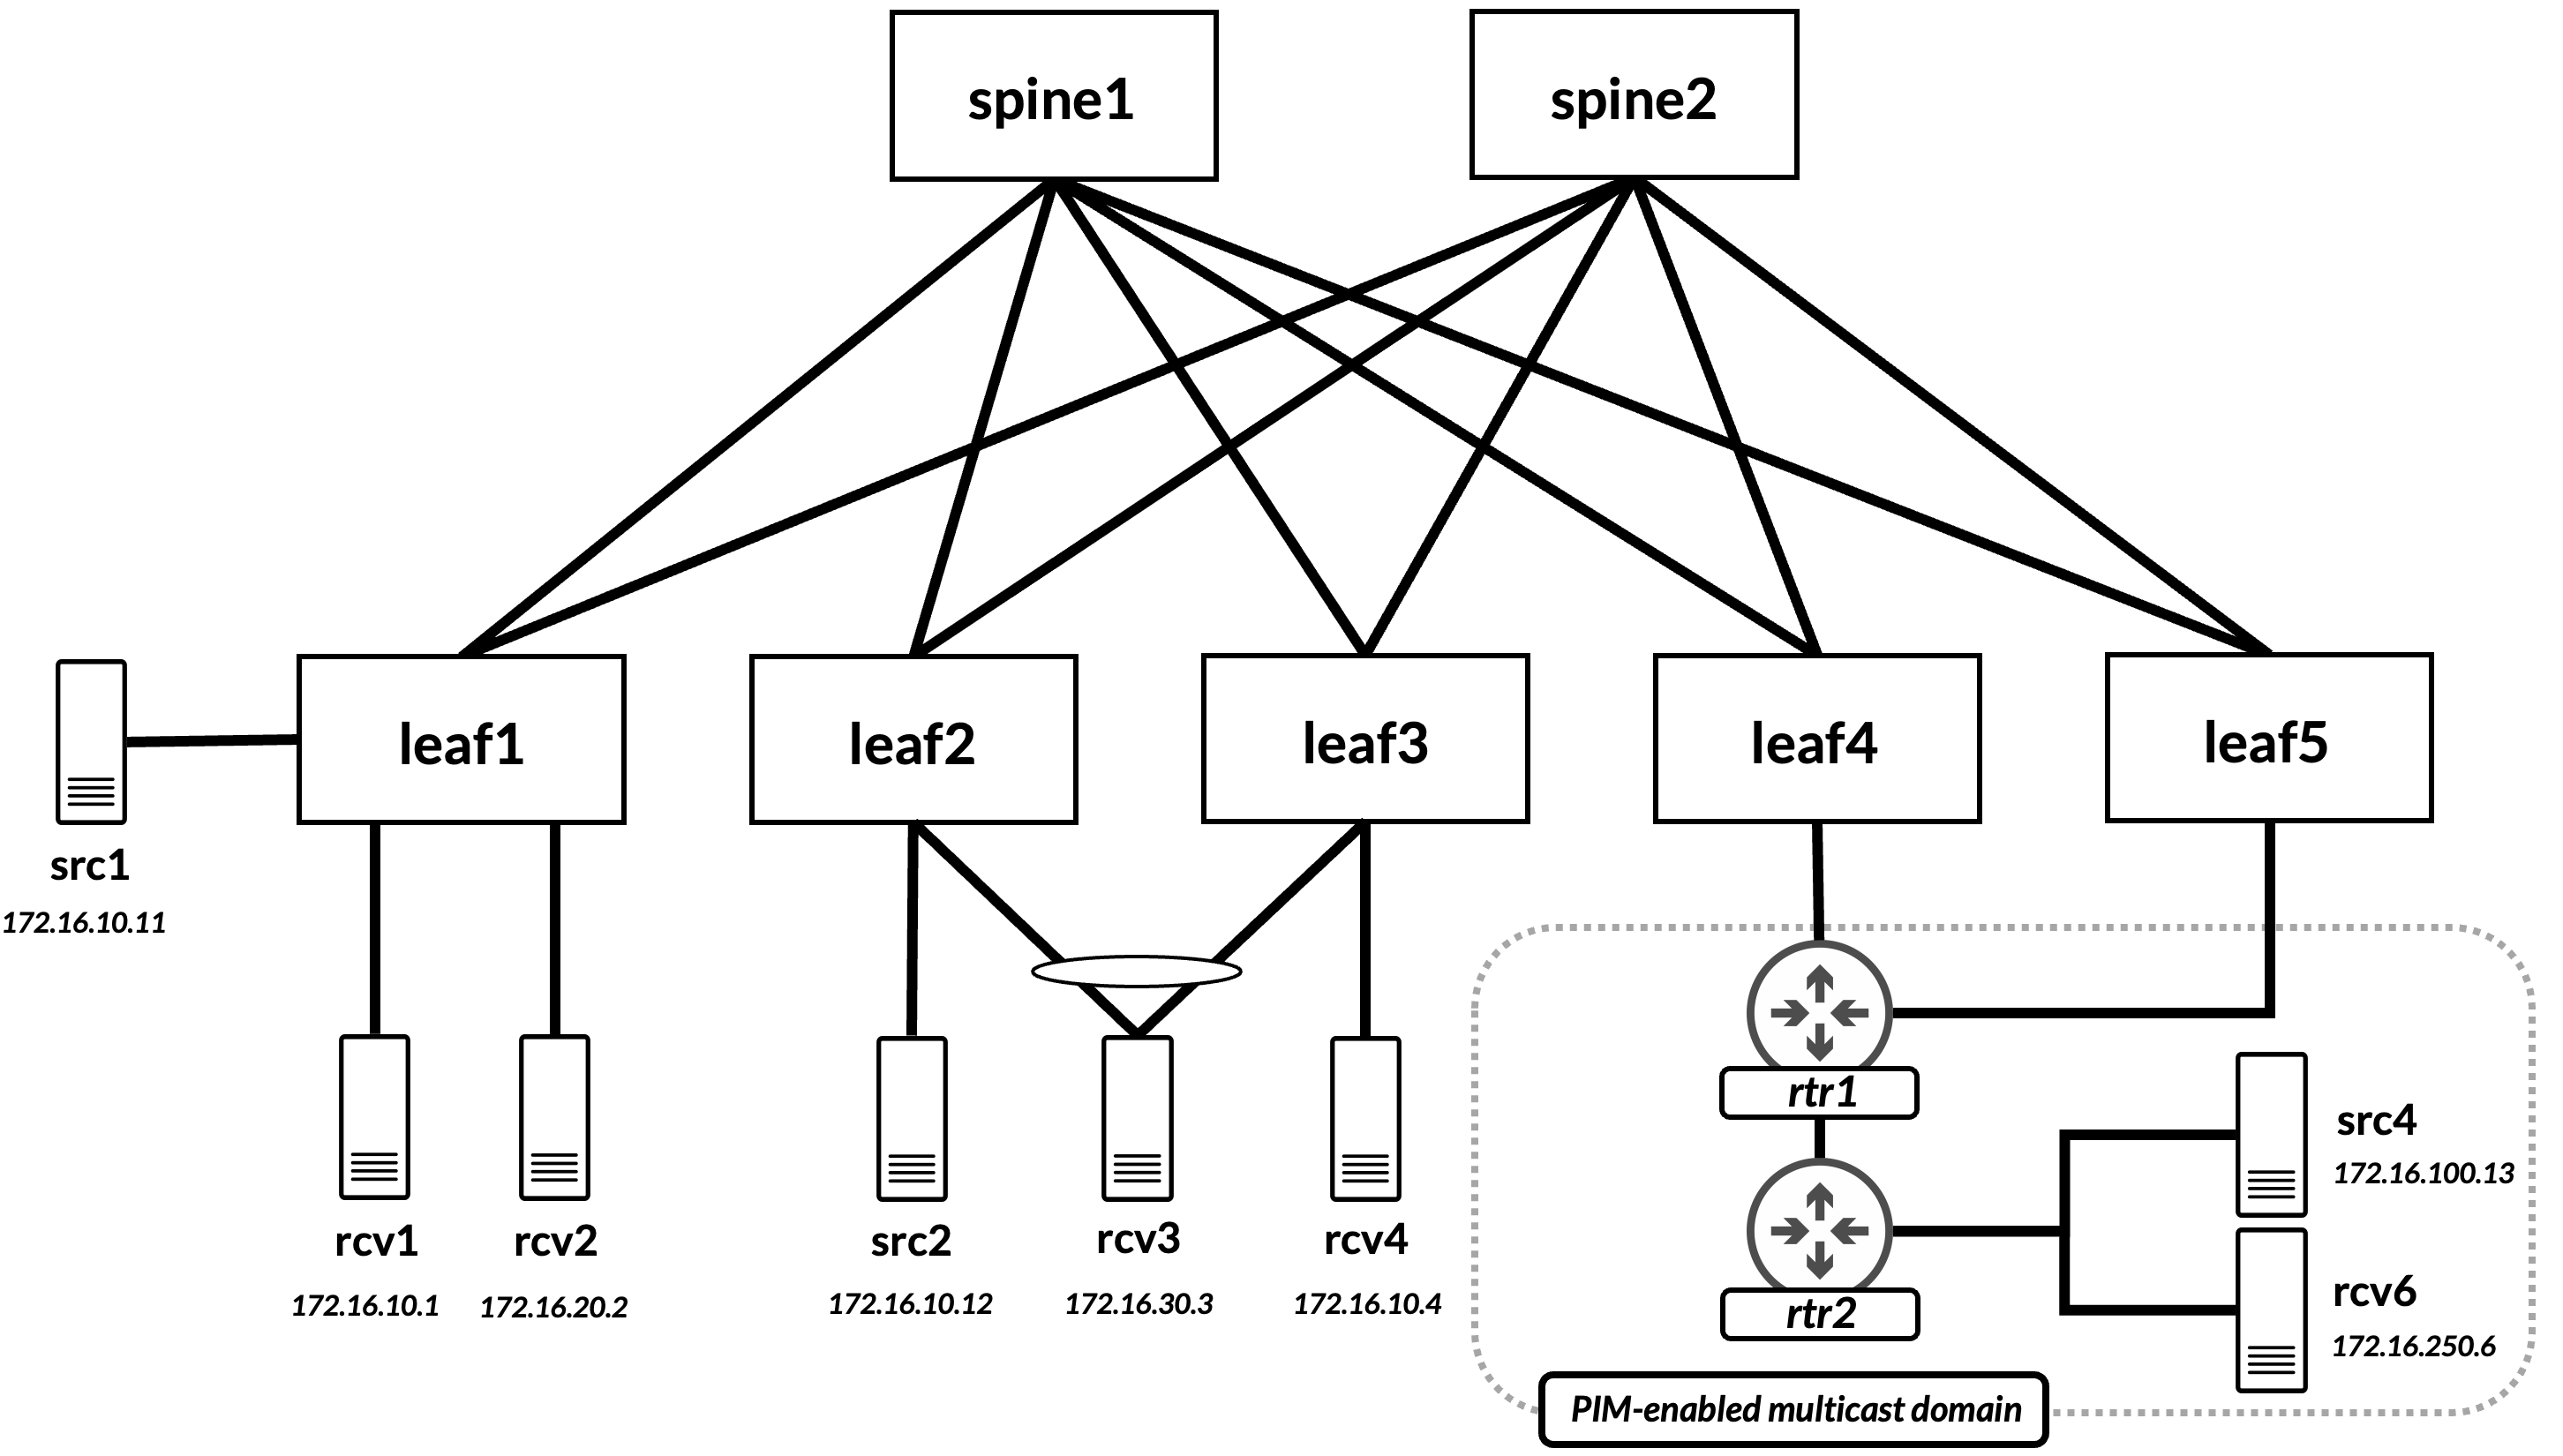 spine1
spine2
leaf1
leaf2
leaf3
leaf4
leaf5
src1
172.16.10.11
rcv1
172.16.10.1
rcv2
172.16.20.2
src2
172.16.10.12
rcv3
172.16.30.3
rcv4
172.16.10.4
rtr1
rtr2
src4
172.16.100.13
rcv6
172.16.250.6
PIM-enabled multicast domain